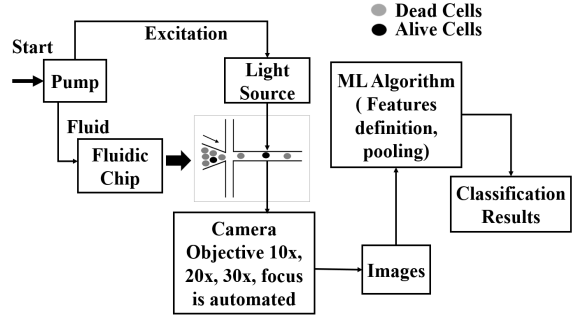 Dead Cells
Alive Cells
Start
Excitation
Pump
Light
Source
Fluid
Fluidic
Chip
ML Algorithm
( Features
definition,
pooling)
Classification
Results
Camera
Objective 10x,
20x, 30x, focus
is automated
Images